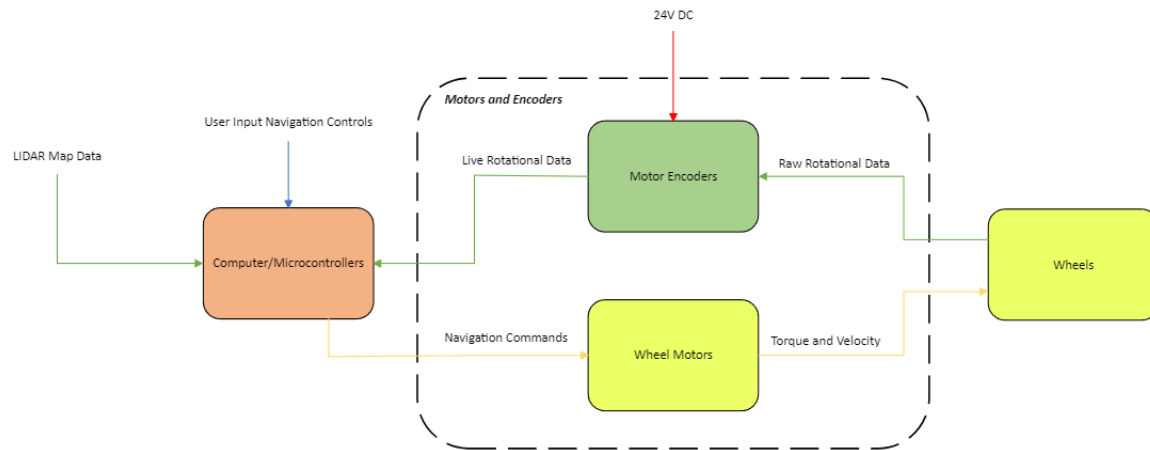 24V DC
Motors and Encoders
User Input Navigation Controls
LIDAR Map Data
Live Rotational Data
Motor Encoders
Raw Rotational Data
Computer/Microcontrollers
Wheels
Navigation Commands
Wheel Motors
Torque and Velocity